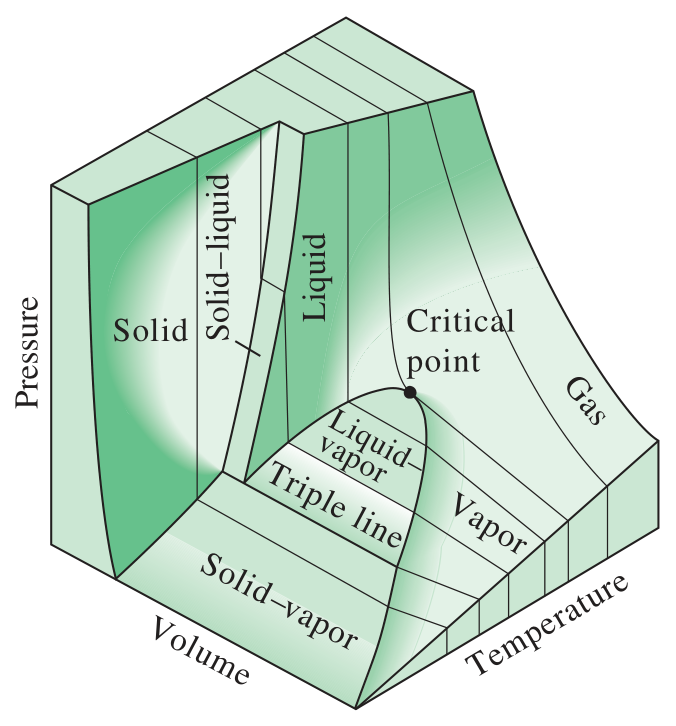 Solid–liquid
Liquid
Solid
Critical
point
Pressure
Gas
Liquid–
vapor
Triple line
Vapor
Solid–vapor
Volume
Temperature